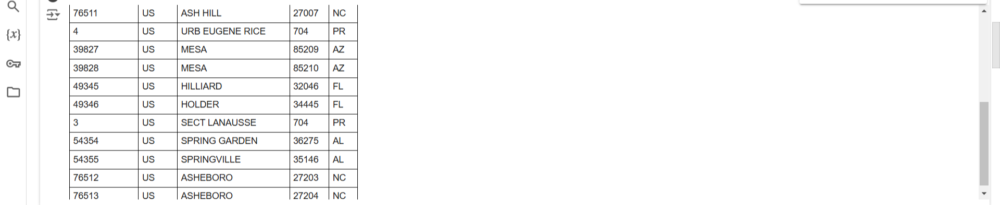 76511 US ASH HILL 27007 NC
{x} 4 US URB EUGENE RICE 704 PR
39827 US MESA 85209 AZ
39828 US MESA 85210 AZ
49345 US HILLIARD 32046 FL
49346 US HOLDER 34445 FL
3 US SECT LANAUSSE 704 PR
54354 US SPRING GARDEN 36275 AL
54355 US SPRINGVILLE 35146 AL
76512 US ASHEBORO 27203 NC
76513 US ASHEBORO 27204 NC